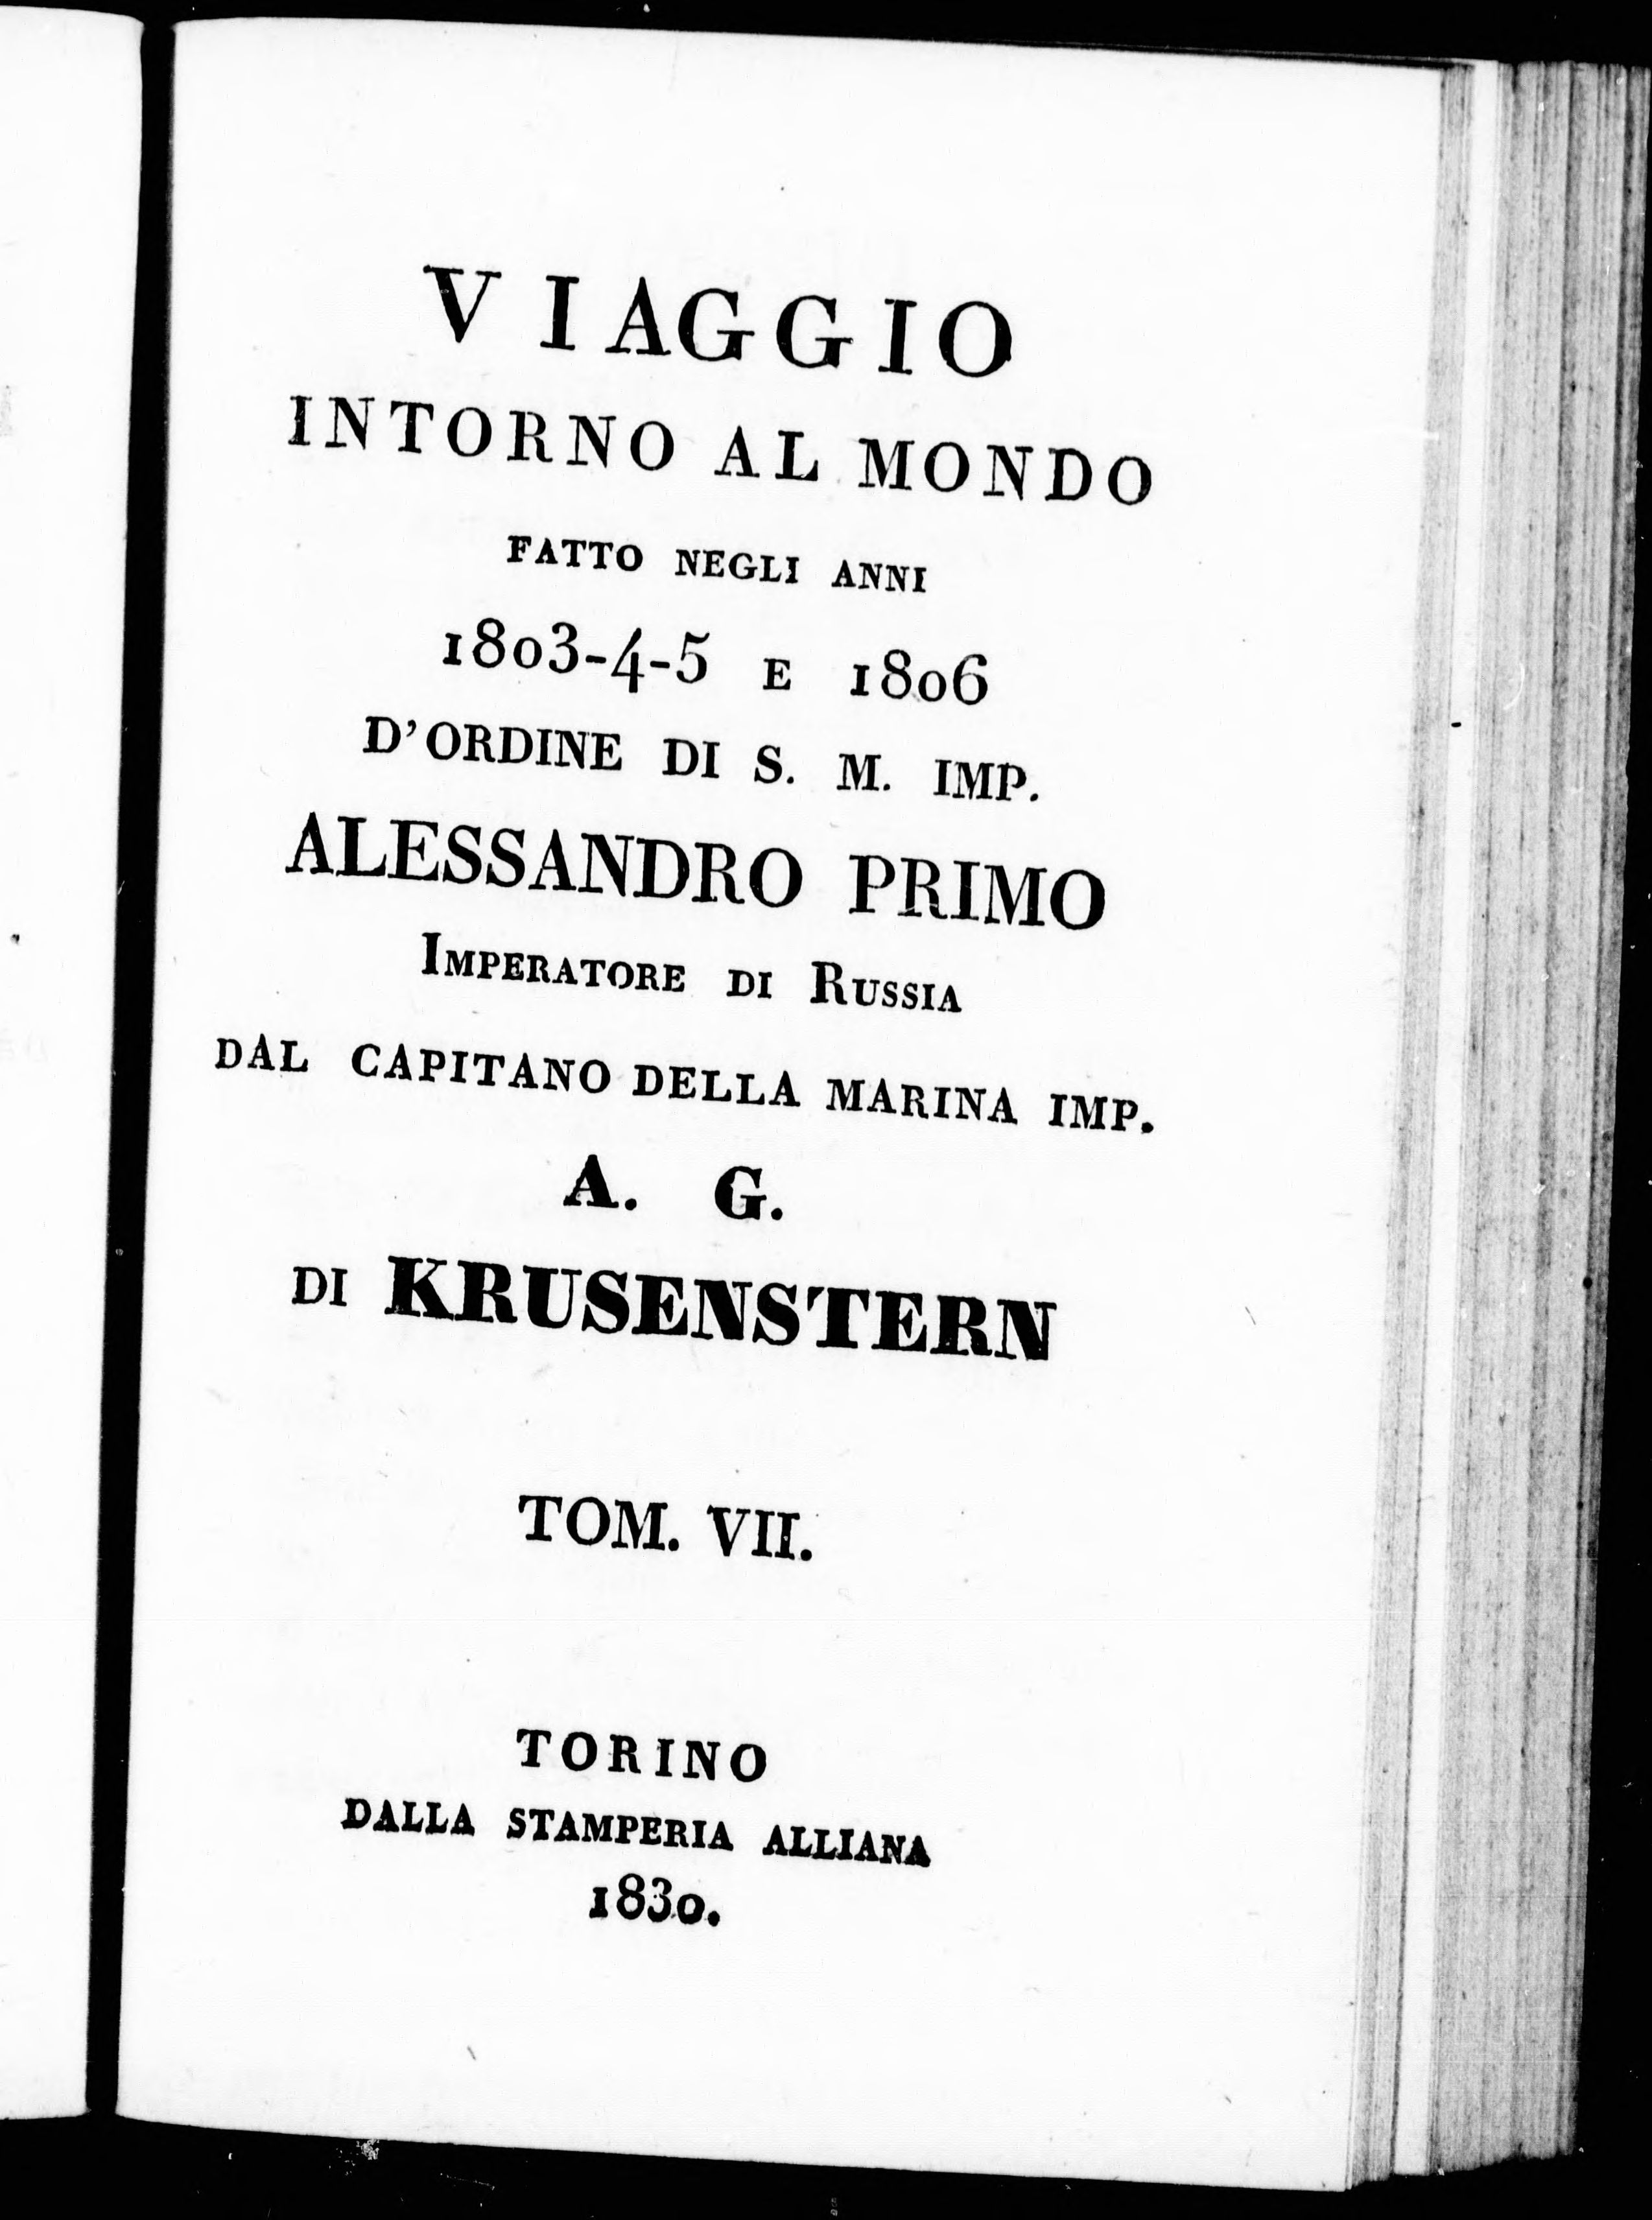 VIAGGIO
INTORNO AL MONDO
FATTO NEGLI ANNI
1803-4-5 E 1806
D'ORDINE DI S. M. IMP.
ALESSANDRO PRIMO
IMPERATORE DI RUSSIA
DAL CAPITANO DELLA MARINA IMP.
A. G.
DI KRUSENSTERN
TOM. VII.
TORINO
DALLA STAMPERIA ALLIANA
1830.